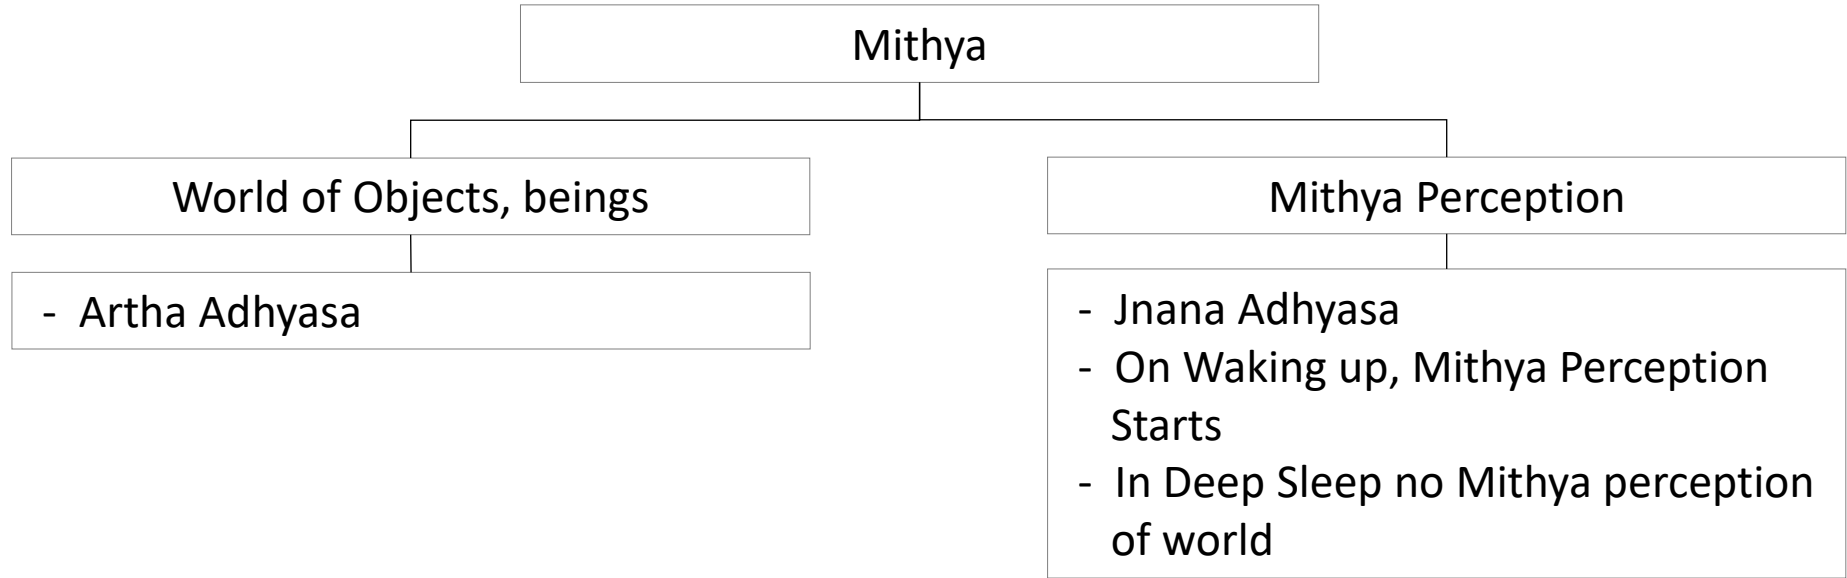 Mithya
World of Objects, beings
- Artha Adhyasa
Mithya Perception
- Jnana Adhyasa
- On Waking up, Mithya Perception
Starts
- In Deep Sleep no Mithya perception
of world